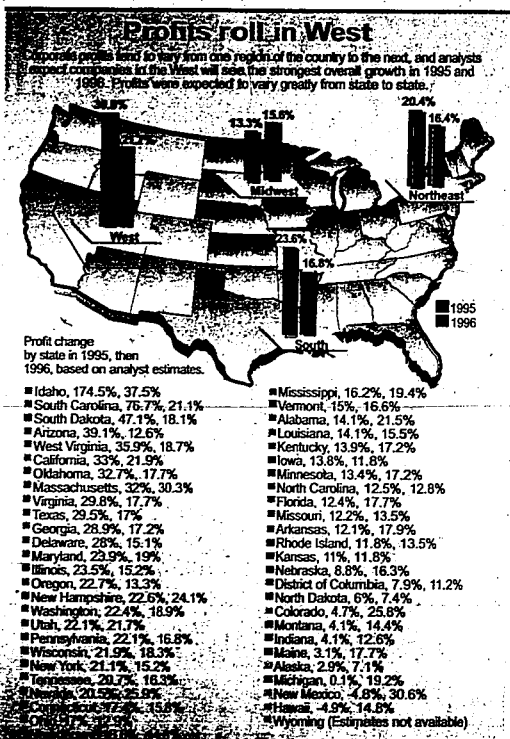 Profits roll in West
Corporate profits tend to vary from one region of the country to the next, and analysts
expect companies in the West will see the strongest overall growth in 1995 and
1996. Profits were expected to vary greatly from state to state.
20.4%
15.6%
13.3%
16.4%
Midwest
Northeast
West
23.6%
16.8%
1995
1996
South
Profit change
by state in 1995, then
1996, based on analyst estimates.
Idaho, 174.5%, 37.5%
South Carolina, 76.7%, 21.1%
South Dakota, 47.1%, 18.1%
Arizona, 39.1%, 12.6%
West Virginia, 35.9%, 18.7%
California, 33%, 21.9%
Oklahoma, 32.7%, 17.7%
Massachusetts, 32%, 30.3%
Virginia, 29.8%, 17.7%
Texas, 29.5%, 17%
Georgia, 28.9%, 17.2%
Delaware, 28%, 15.1%
Maryland, 23.9%, 19%
Illinois, 23.5%, 15.2%
Oregon, 22.7%, 13.3%
New Hampshire, 22.6%, 24.1%
Washington, 22.4%, 18.9%
Utah, 22.1%, 21.7%
Pennsylvania, 22.1%, 16.8%
Wisconsin, 21.9%, 18.3%
New York, 21.1%, 15.2%
Tennessee, 20.7%, 16.3%
Nevada, 20.5%, 25.9%
Connecticut,
Ohio, 17%, 12.9%
Mississippi, 16.2%, 19.4%
Vermont, 15%, 16.6%
Alabama, 14.1%, 21.5%
Louisiana, 14.1%, 15.5%
Kentucky, 13.9%, 17.2%
Iowa, 13.8%, 11.8%
Minnesota, 13.4%, 17.2%
North Carolina, 12.5%, 12.8%
Florida, 12.4%, 17.7%
Missouri, 12.2%, 13.5%
Arkansas, 12.1%, 17.9%
Rhode Island, 11.8%, 13.5%
Kansas, 11%, 11.8%
Nebraska, 8.8%, 16.3%
District of Columbia, 7.9%, 11.2%
North Dakota, 6%, 7.4%
Colorado, 4.7%, 25.8%
Montana, 4.1%, 14.4%
Indiana, 4.1%, 12.6%
Maine, 3.1%, 17.7%
Alaska, 2.9%, 7.1%
Michigan, 0.1%, 19.2%
New Mexico, -4.8%, 30.6%
Hawaii, -4.9%, 14.8%
Wyoming (Estimates not available)